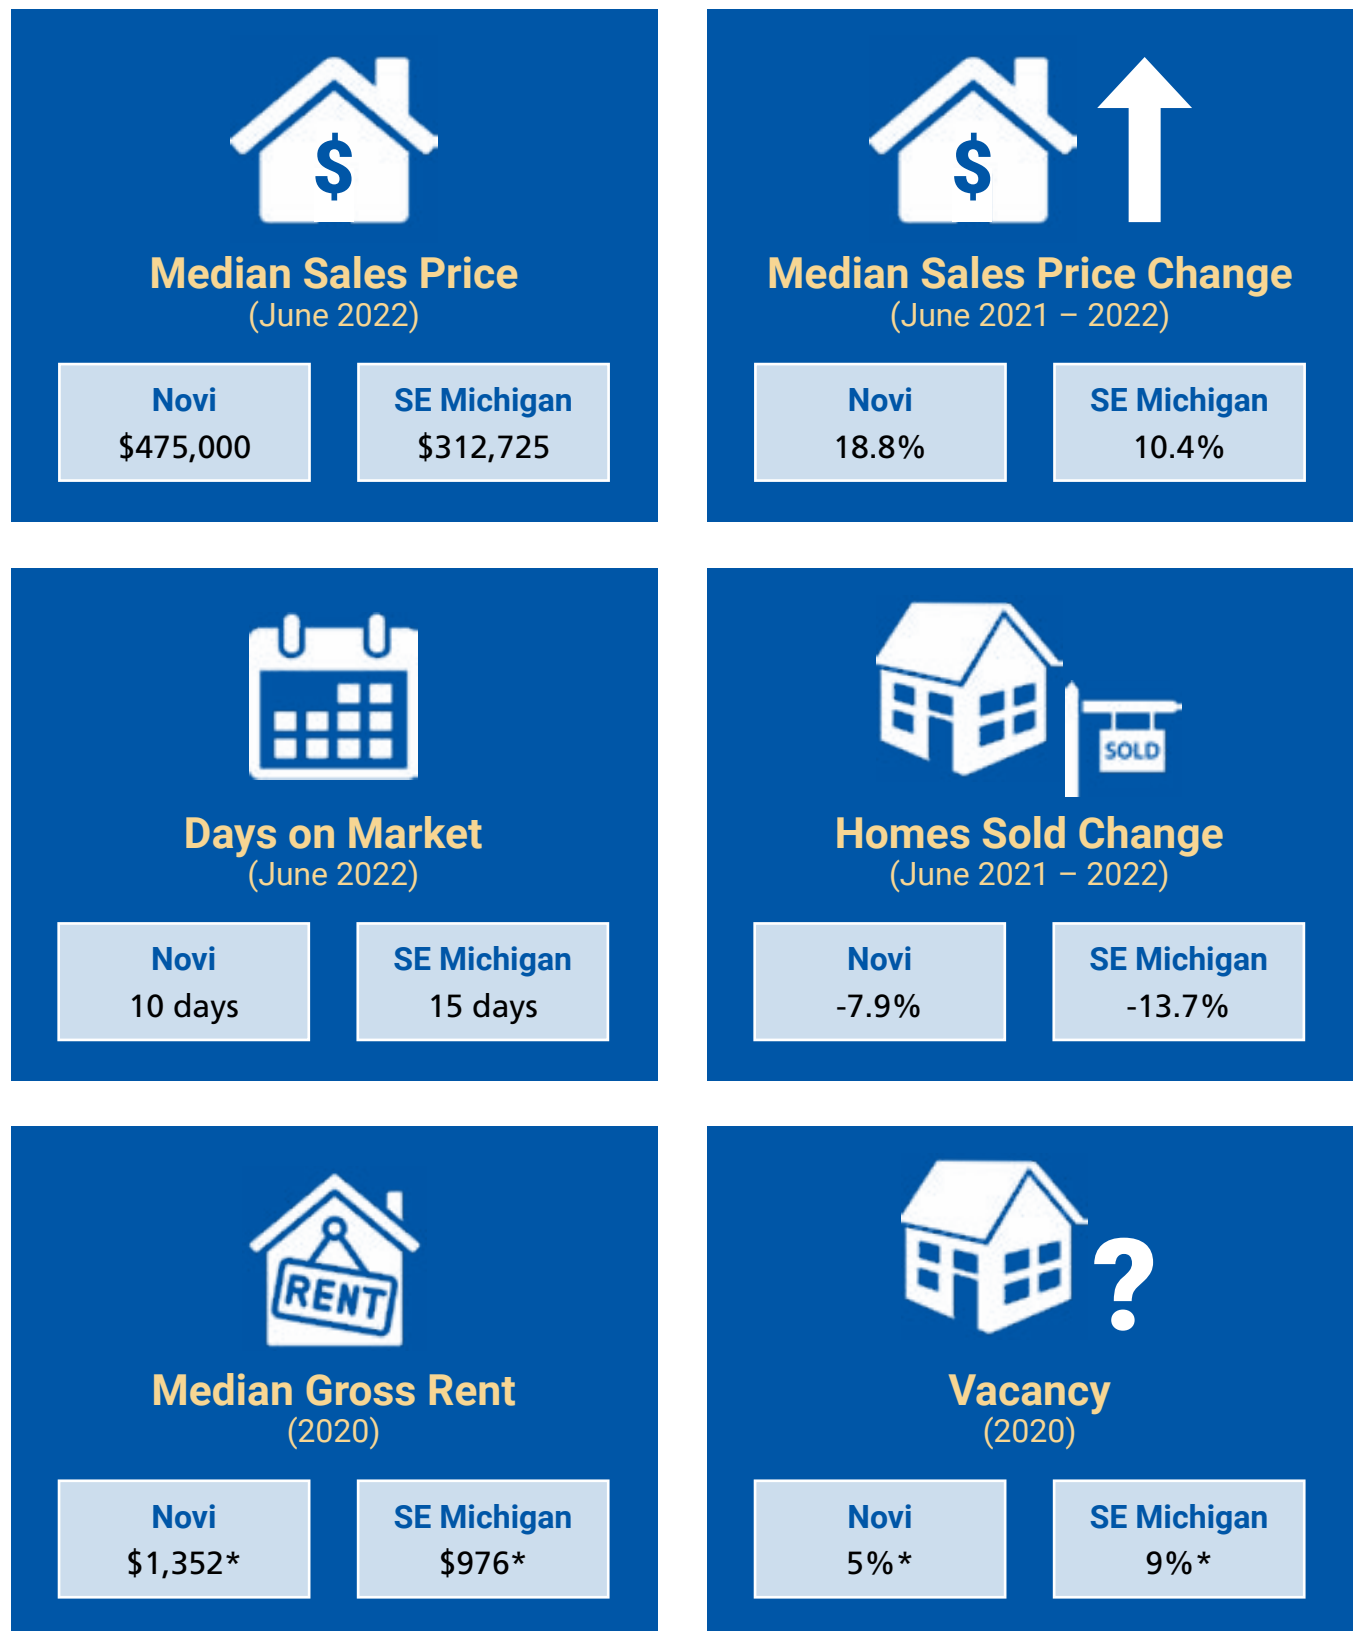 $
Median Sales Price
(June 2022)
Novi
$475,000
SE Michigan
$312,725
$
Median Sales Price Change
(June 2021 – 2022)
Novi
18.8%
SE Michigan
10.4%
Days on Market
(June 2022)
Novi
10 days
SE Michigan
15 days
SOLD
Homes Sold Change
(June 2021 – 2022)
Novi
-7.9%
SE Michigan
-13.7%
RENT
Median Gross Rent
(2020)
Novi
$1,352*
SE Michigan
$976*
?
Vacancy
(2020)
Novi
5%*
SE Michigan
9%*